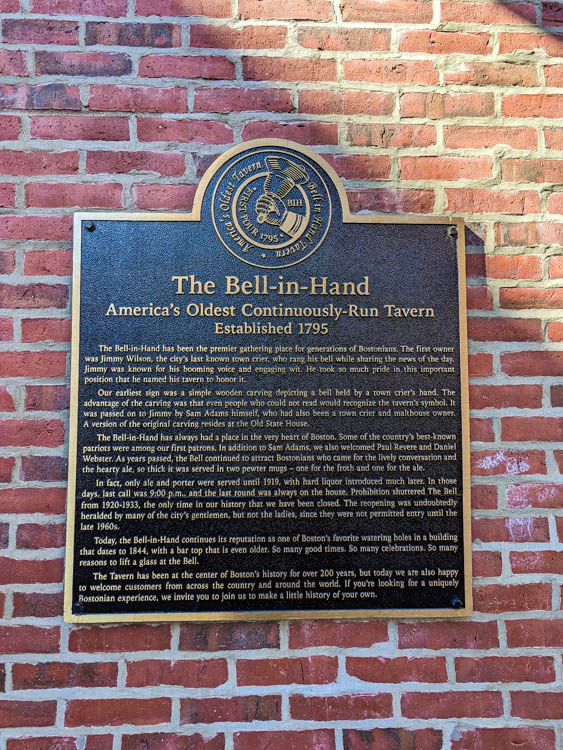 America's Oldest Tavern
Bell-in-Hand Tavern
FIRST POUR 1795
BIH
The Bell-in-Hand
America's Oldest Continuously-Run Tavern
Established 1795
The Bell-in-Hand has been the premier gathering place for generations of Bostonians. The first owner
was Jimmy Wilson, the city's last known town crier, who rang his bell while sharing the news of the day.
Jimmy was known for his booming voice and engaging wit. He took so much pride in this important
position that he named his tavern to honor it.
Our earliest sign was a simple wooden carving depicting a bell held by a town crier's hand. The
advantage of the carving was that even people who could not read would recognize the tavern's symbol. It
was passed on to Jimmy by Sam Adams himself, who had also been a town crier and malthouse owner.
A version of the original carving resides at the Old State House.
The Bell-in-Hand has always had a place in the very heart of Boston. Some of the country's best-known
patriots were among our first patrons. In addition to Sam Adams, we also welcomed Paul Revere and Daniel
Webster. As years passed, the Bell continued to attract Bostonians who came for the lively conversation and
the hearty ale, so thick it was served in two pewter mugs – one for the froth and one for the ale.
In fact, only ale and porter were served until 1919, with hard liquor introduced much later. In those
days, last call was 9:00 p.m., and the last round was always on the house. Prohibition shuttered The Bell
from 1920-1933, the only time in our history that we have been closed. The reopening was undoubtedly
heralded by many of the city's gentlemen, but not the ladies, since they were not permitted entry until the
late 1960s.
Today, the Bell-in-Hand continues its reputation as one of Boston's favorite watering holes in a building
that dates to 1844, with a bar top that is even older. So many good times. So many celebrations. So many
reasons to lift a glass at the Bell.
The Tavern has been at the center of Boston's history for over 200 years, but today we are also happy
to welcome customers from across the country and around the world. If you're looking for a uniquely
Bostonian experience, we invite you to join us to make a little history of your own.